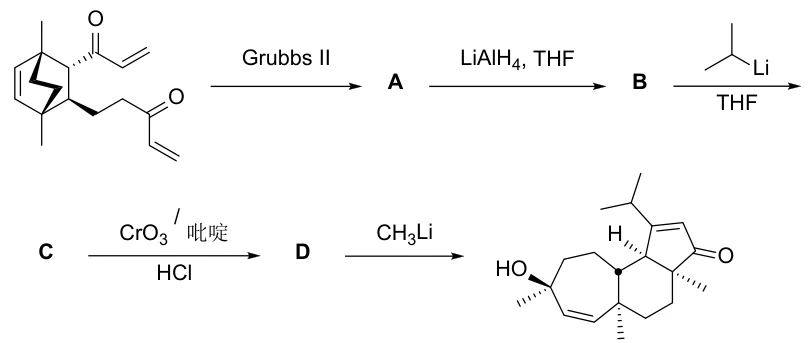 O
O
Grubbs II
A
LiAlH4, THF
B
Li
THF
C
CrO3 / 吡啶
HCl
D
CH3Li
H
HO
O